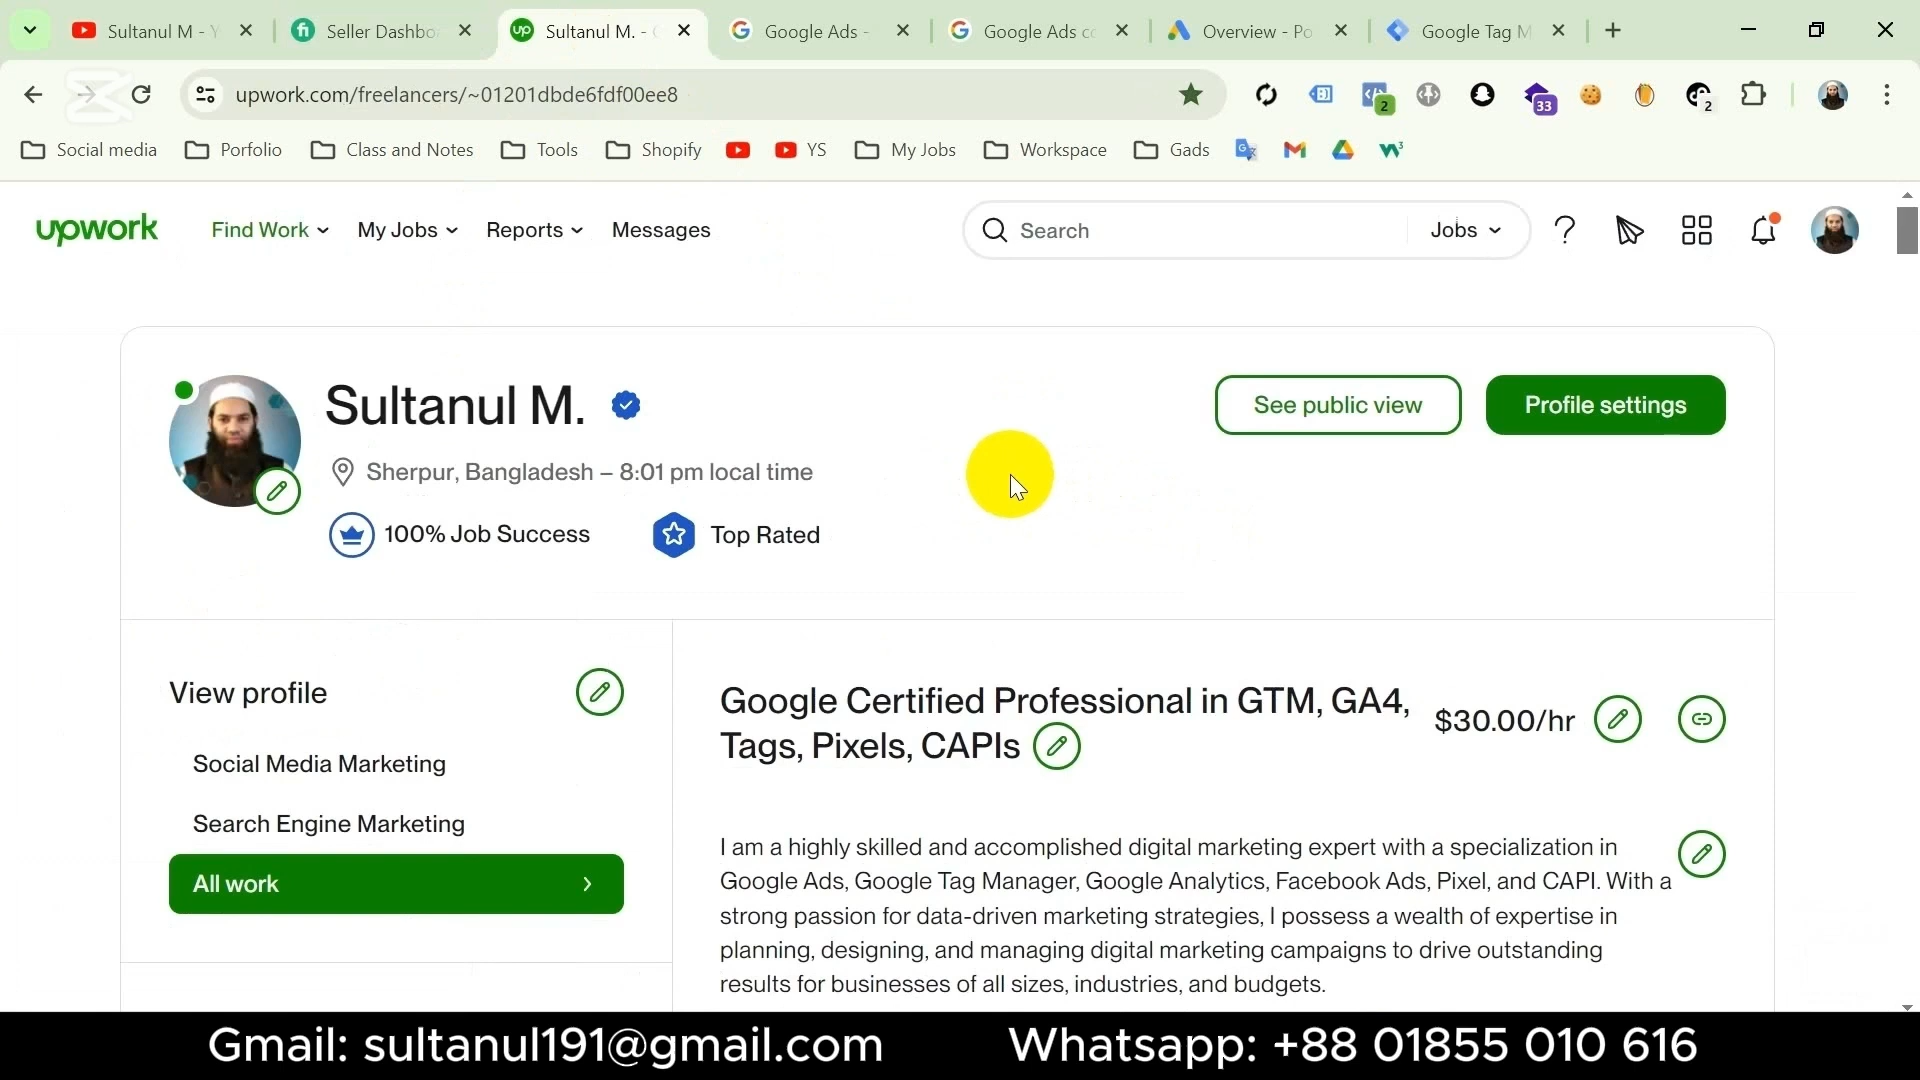 Sultanul M - Y
Seller Dashbo
Sultanul M. -
Google Ads -
Google Ads co
Overview - Po
Google Tag M
upwork.com/freelancers/~01201dbde6fdf00ee8
2
33
2
Social media
Porfolio
Class and Notes
Tools
Shopify
YS
My Jobs
Workspace
Gads
upwork
Find Work
My Jobs
Reports
Messages
Search
Jobs
Sultanul M.
See public view
Profile settings
Sherpur, Bangladesh – 8:01 pm local time
100% Job Success
Top Rated
View profile
Social Media Marketing
Search Engine Marketing
All work
Google Certified Professional in GTM, GA4,
Tags, Pixels, CAPIs
$30.00/hr
I am a highly skilled and accomplished digital marketing expert with a specialization in
Google Ads, Google Tag Manager, Google Analytics, Facebook Ads, Pixel, and CAPI. With a
strong passion for data-driven marketing strategies, I possess a wealth of expertise in
planning, designing, and managing digital marketing campaigns to drive outstanding
results for businesses of all sizes, industries, and budgets.
Gmail: sultanul191@gmail.com
Whatsapp: +88 01855 010 616